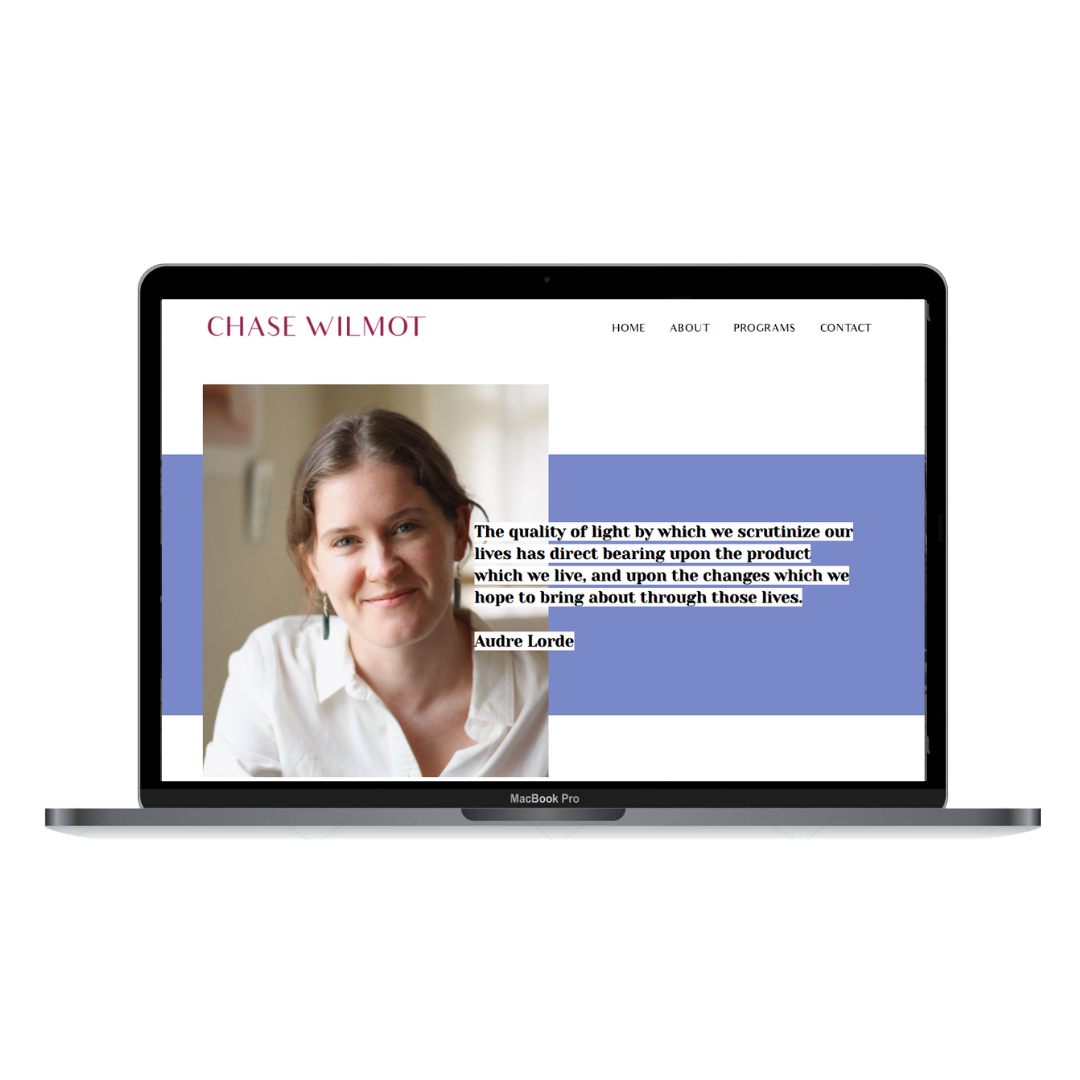 CHASE WILMOT
HOME ABOUT PROGRAMS CONTACT
The quality of light by which we scrutinize our
lives has direct bearing upon the product
which we live, and upon the changes which we
hope to bring about through those lives.
Audre Lorde
MacBook Pro